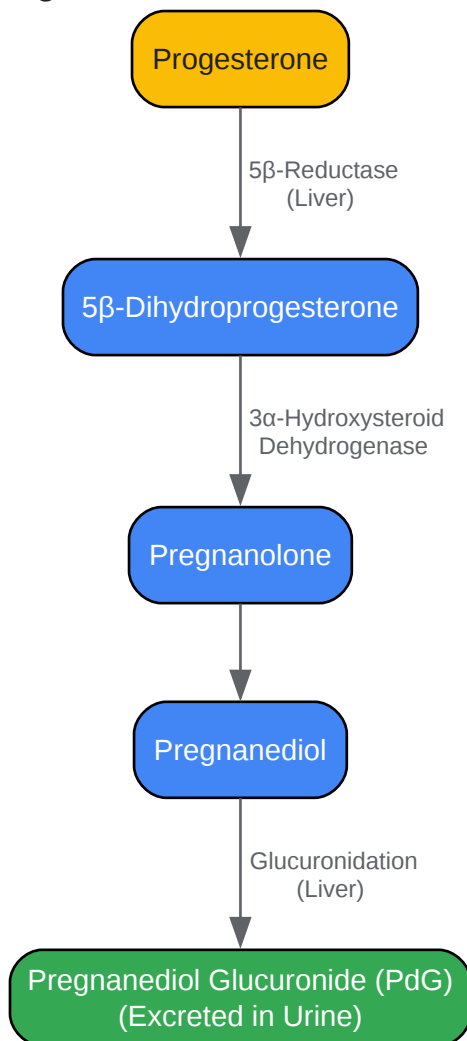 Progesterone
5β-Reductase
(Liver)
5β-Dihydroprogesterone
3α-Hydroxysteroid
Dehydrogenase
Pregnanolone
Pregnanediol
Glucuronidation
(Liver)
Pregnanediol Glucuronide (PdG)
(Excreted in Urine)